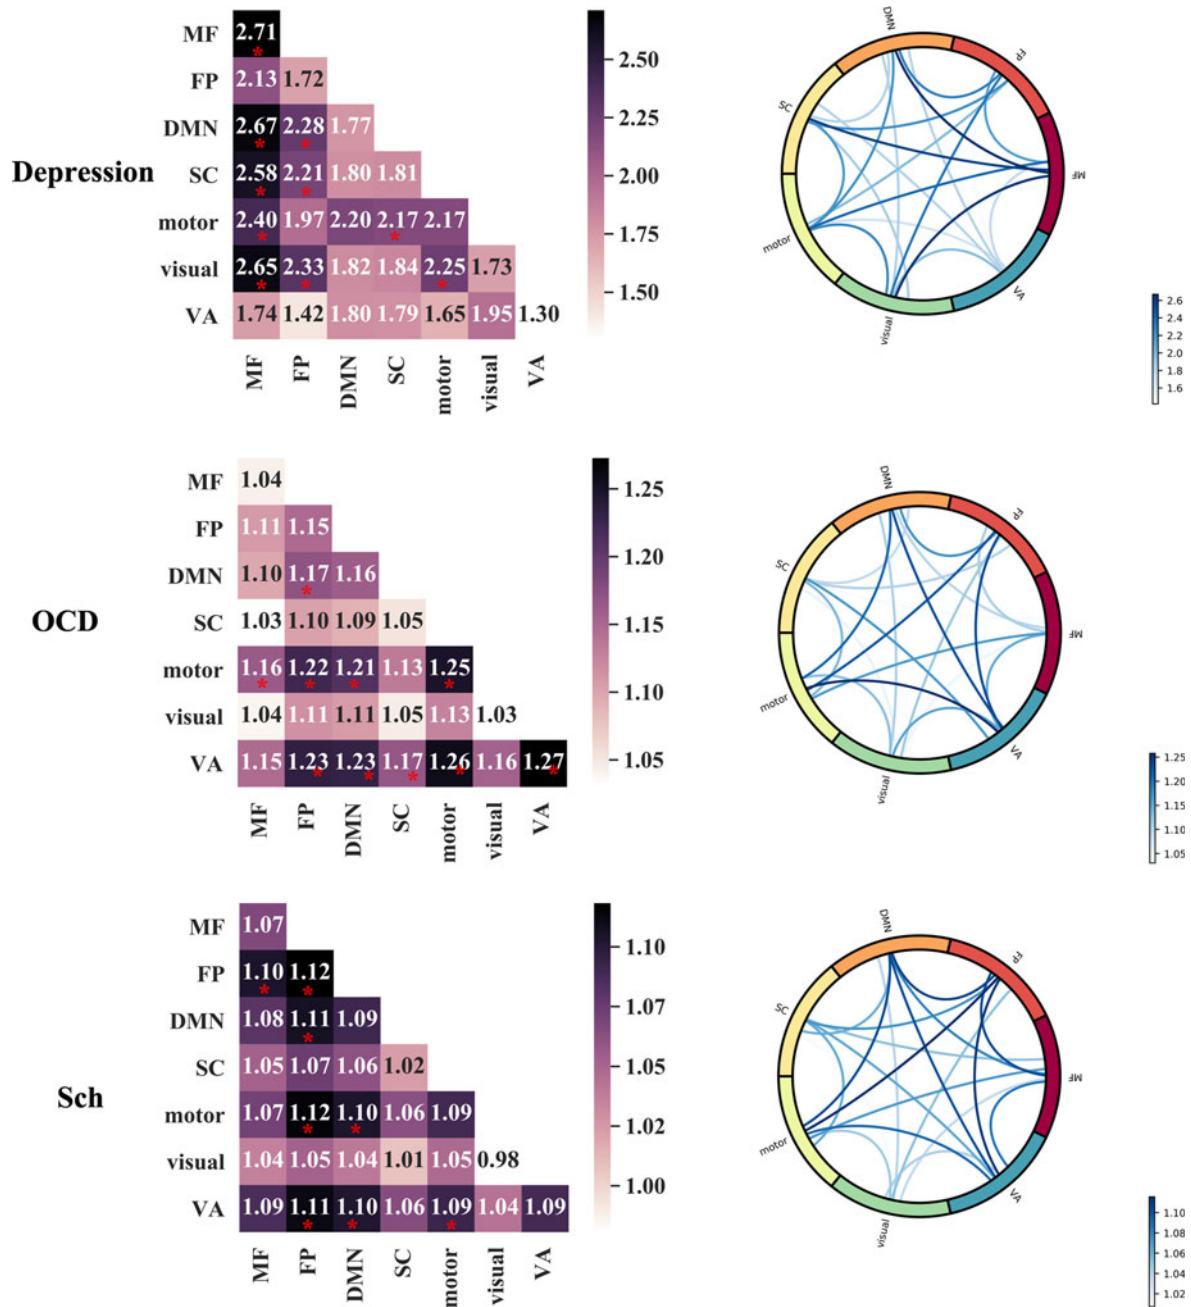 Depression
MF 2.71
FP 2.13 1.72
DMN 2.67 2.28 1.77
SC 2.58 2.21 1.80 1.81
motor 2.40 1.97 2.20 2.17 2.17
visual 2.65 2.33 1.82 1.84 2.25 1.73
VA 1.74 1.42 1.80 1.79 1.65 1.95 1.30
MF FP DMN SC motor visual VA
2.50
2.25
2.00
1.75
1.50
DMN
FP
SC
MF
motor
VA
visual
2.6
2.4
2.2
2.0
1.8
1.6
OCD
MF 1.04
FP 1.11 1.15
DMN 1.10 1.17 1.16
SC 1.03 1.10 1.09 1.05
motor 1.16 1.22 1.21 1.13 1.25
visual 1.04 1.11 1.11 1.05 1.13 1.03
VA 1.15 1.23 1.23 1.17 1.26 1.16 1.27
MF FP DMN SC motor visual VA
1.25
1.20
1.15
1.10
1.05
DMN
FP
SC
MF
motor
VA
visual
1.25
1.20
1.15
1.10
1.05
Sch
MF 1.07
FP 1.10 1.12
DMN 1.08 1.11 1.09
SC 1.05 1.07 1.06 1.02
motor 1.07 1.12 1.10 1.06 1.09
visual 1.04 1.05 1.04 1.01 1.05 0.98
VA 1.09 1.11 1.10 1.06 1.09 1.04 1.09
MF FP DMN SC motor visual VA
1.10
1.07
1.05
1.02
1.00
DMN
FP
SC
MF
motor
VA
visual
1.10
1.08
1.06
1.04
1.02